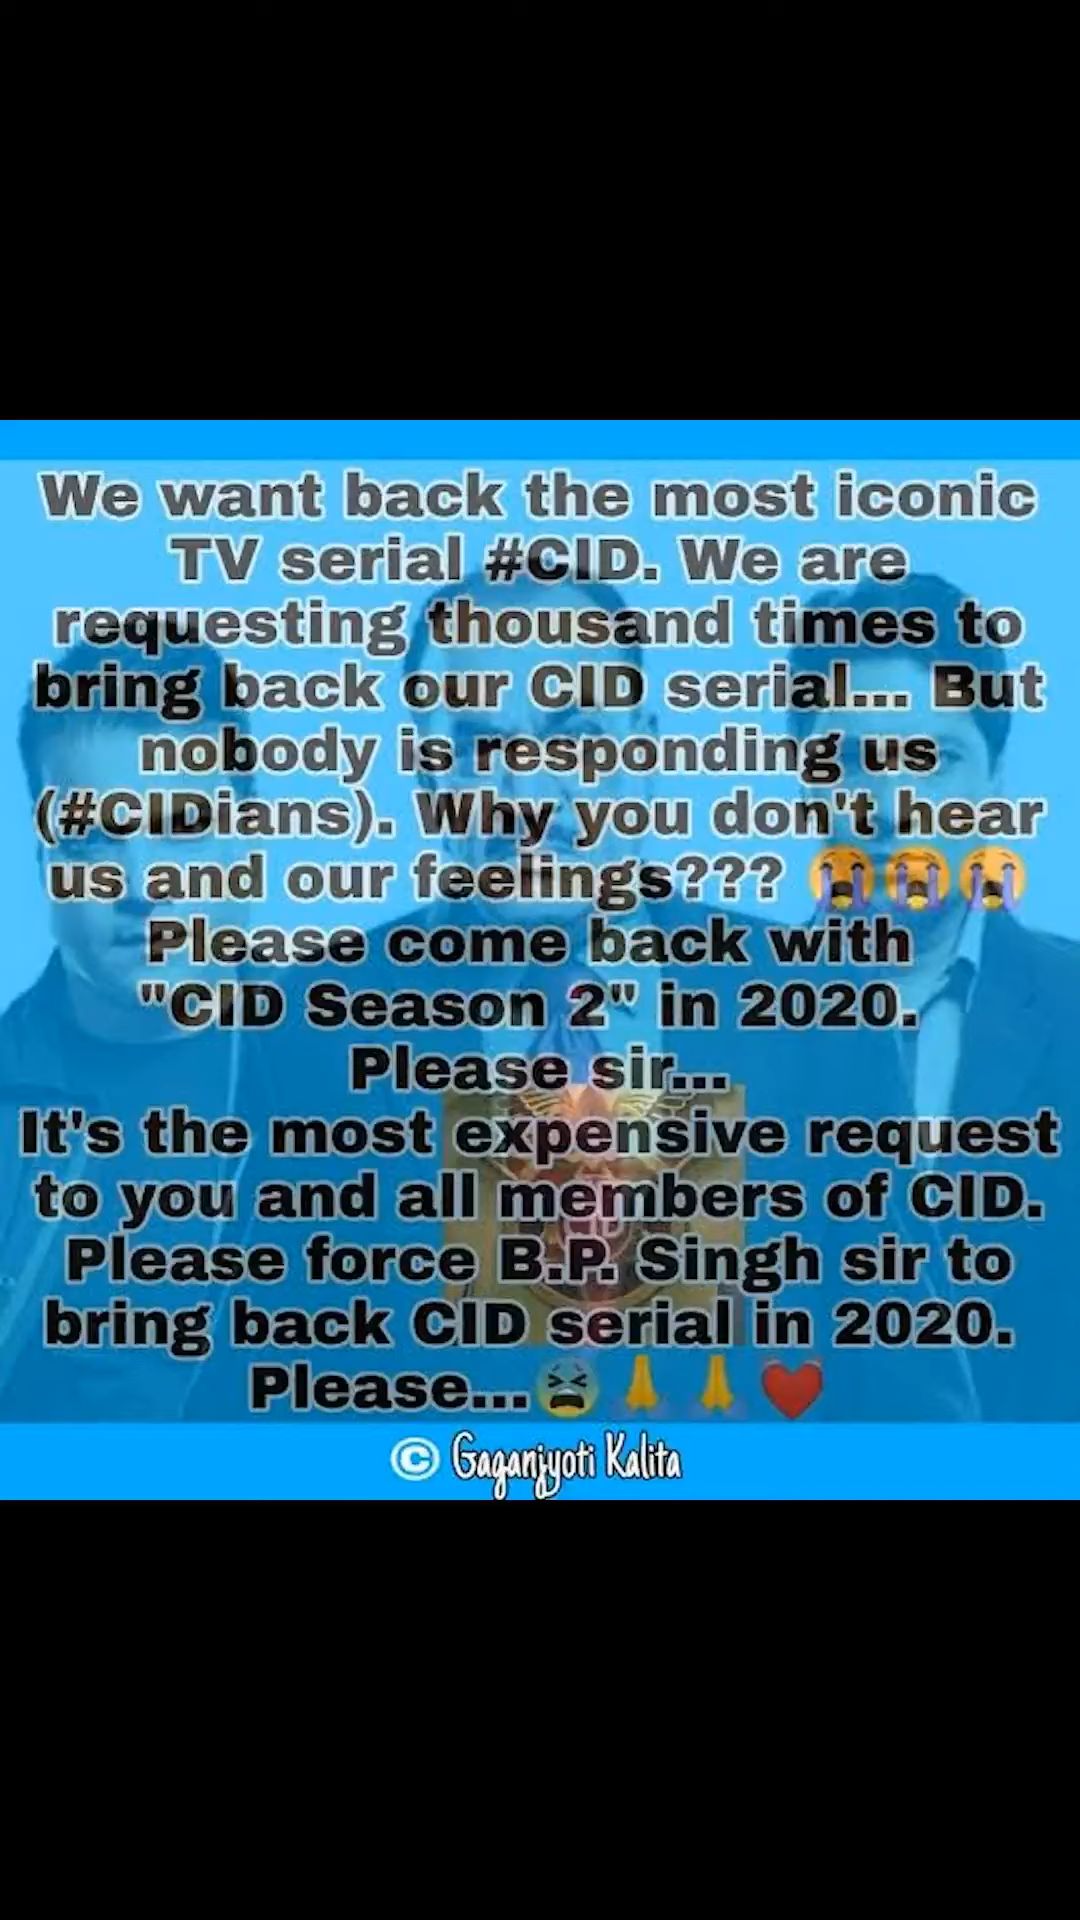 We want back the most iconic
TV serial #CID. We are
requesting thousand times to
bring back our CID serial... But
nobody is responding us
(#CIDians). Why you don't hear
us and our feelings??? 😭😭😭
Please come back with
"CID Season 2" in 2020.
Please sir...
It's the most expensive request
to you and all members of CID.
Please force B.P. Singh sir to
bring back CID serial in 2020.
Please...😫🙏🙏❤️
© Gaganjyoti Kalita
CID